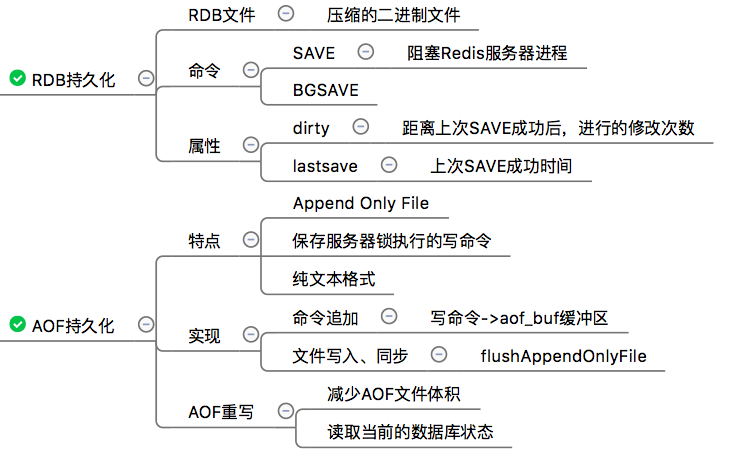 RDB持久化
RDB文件
压缩的二进制文件
命令
SAVE
阻塞Redis服务器进程
BGSAVE
属性
dirty
距离上次SAVE成功后，进行的修改次数
lastsave
上次SAVE成功时间
AOF持久化
特点
Append Only File
保存服务器锁执行的写命令
纯文本格式
实现
命令追加
写命令->aof_buf缓冲区
文件写入、同步
flushAppendOnlyFile
AOF重写
减少AOF文件体积
读取当前的数据库状态